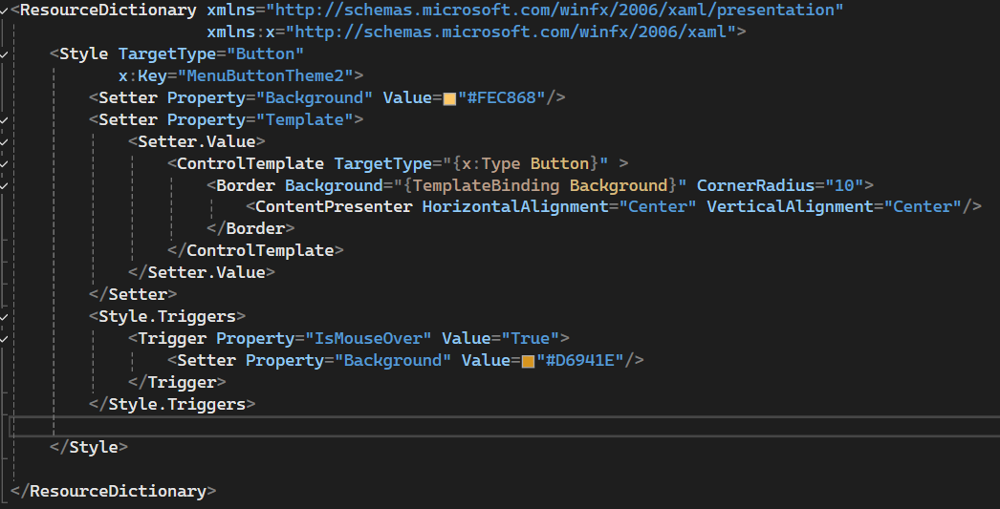 <ResourceDictionary xmlns="http://schemas.microsoft.com/winfx/2006/xaml/presentation"
                    xmlns:x="http://schemas.microsoft.com/winfx/2006/xaml">
    <Style TargetType="Button"
           x:Key="MenuButtonTheme2">
        <Setter Property="Background" Value="#FEC868"/>
        <Setter Property="Template">
            <Setter.Value>
                <ControlTemplate TargetType="{x:Type Button}" >
                    <Border Background="{TemplateBinding Background}" CornerRadius="10">
                        <ContentPresenter HorizontalAlignment="Center" VerticalAlignment="Center"/>
                    </Border>
                </ControlTemplate>
            </Setter.Value>
        </Setter>
        <Style.Triggers>
            <Trigger Property="IsMouseOver" Value="True">
                <Setter Property="Background" Value="#D6941E"/>
            </Trigger>
        </Style.Triggers>
    </Style>
</ResourceDictionary>